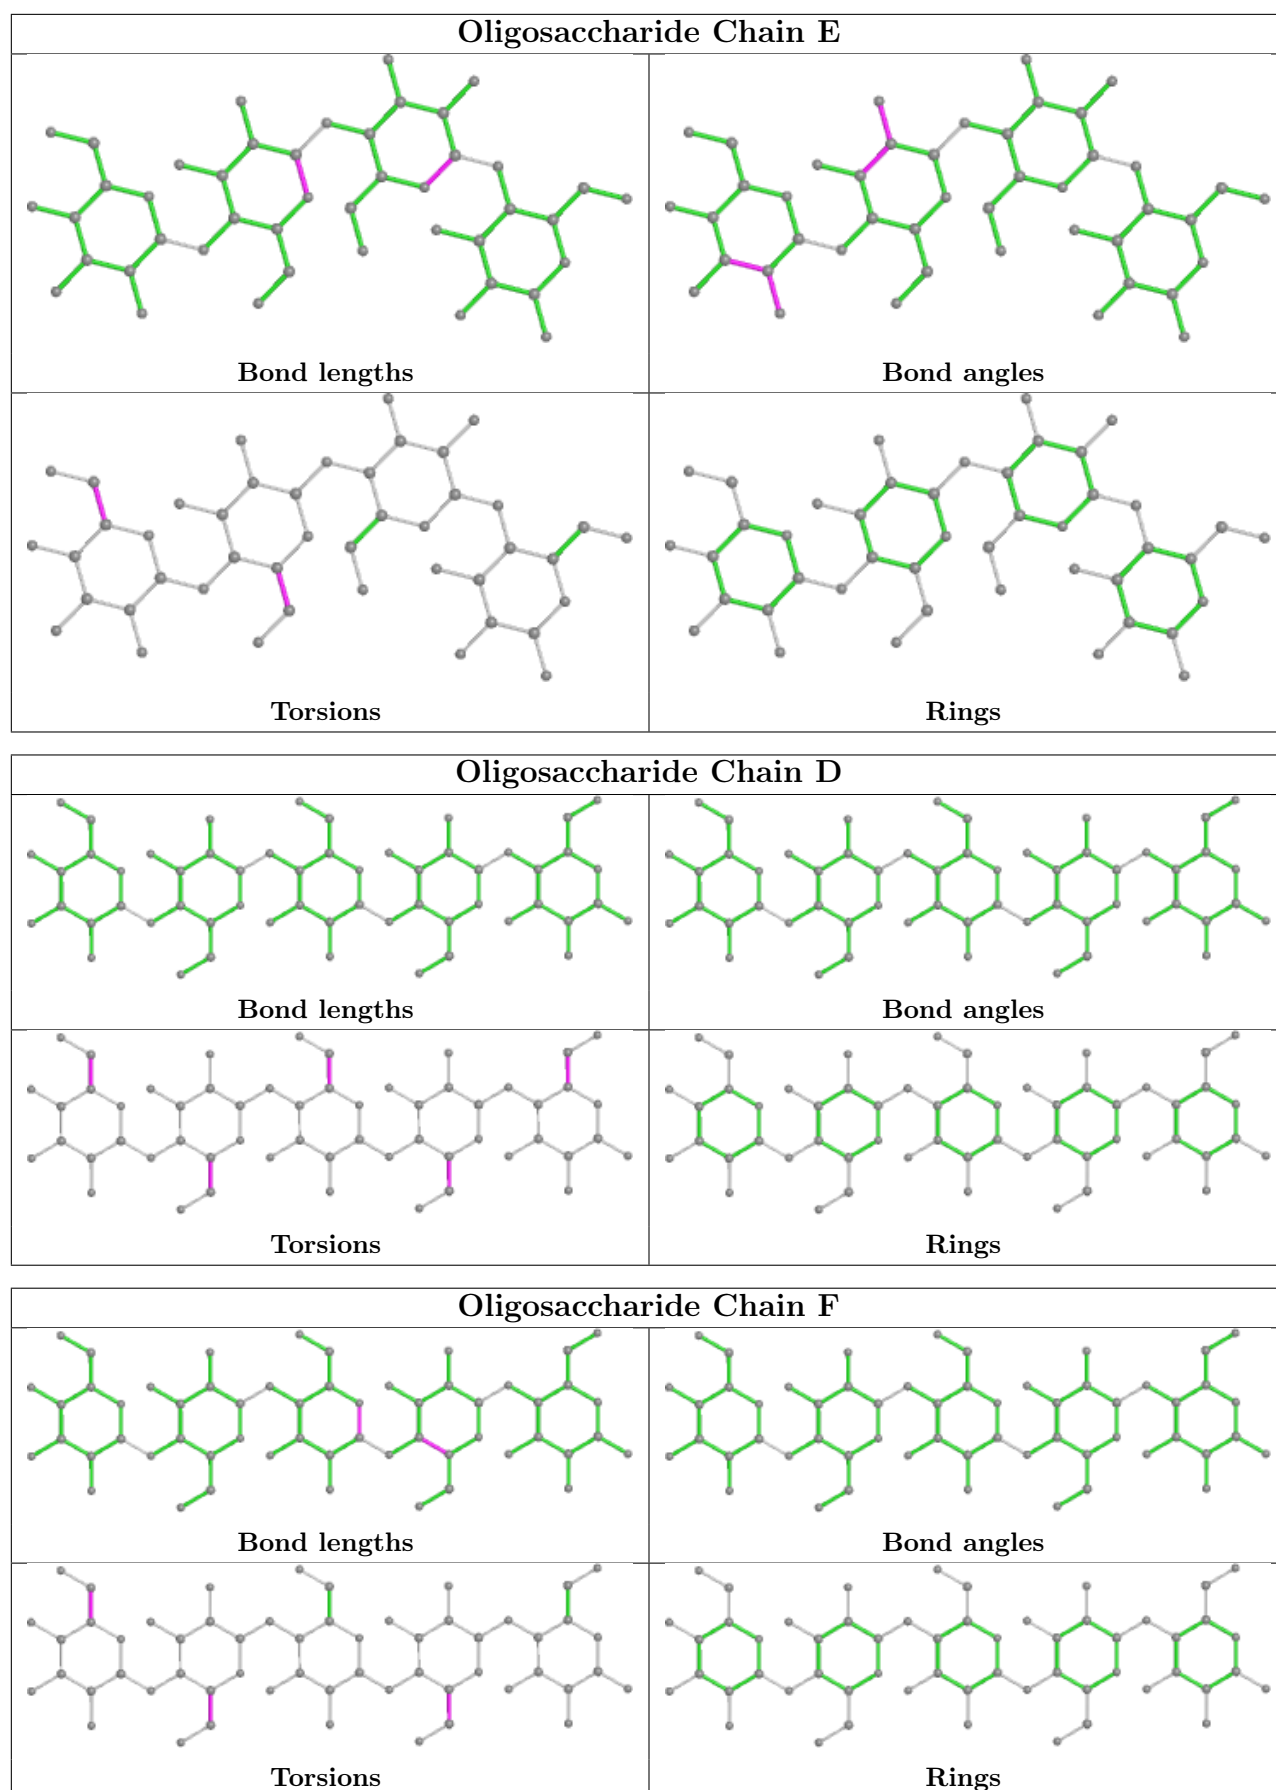 Oligosaccharide Chain E
Bond lengths
Bond angles
Torsions
Rings
Oligosaccharide Chain D
Bond lengths
Bond angles
Torsions
Rings
Oligosaccharide Chain F
Bond lengths
Bond angles
Torsions
Rings